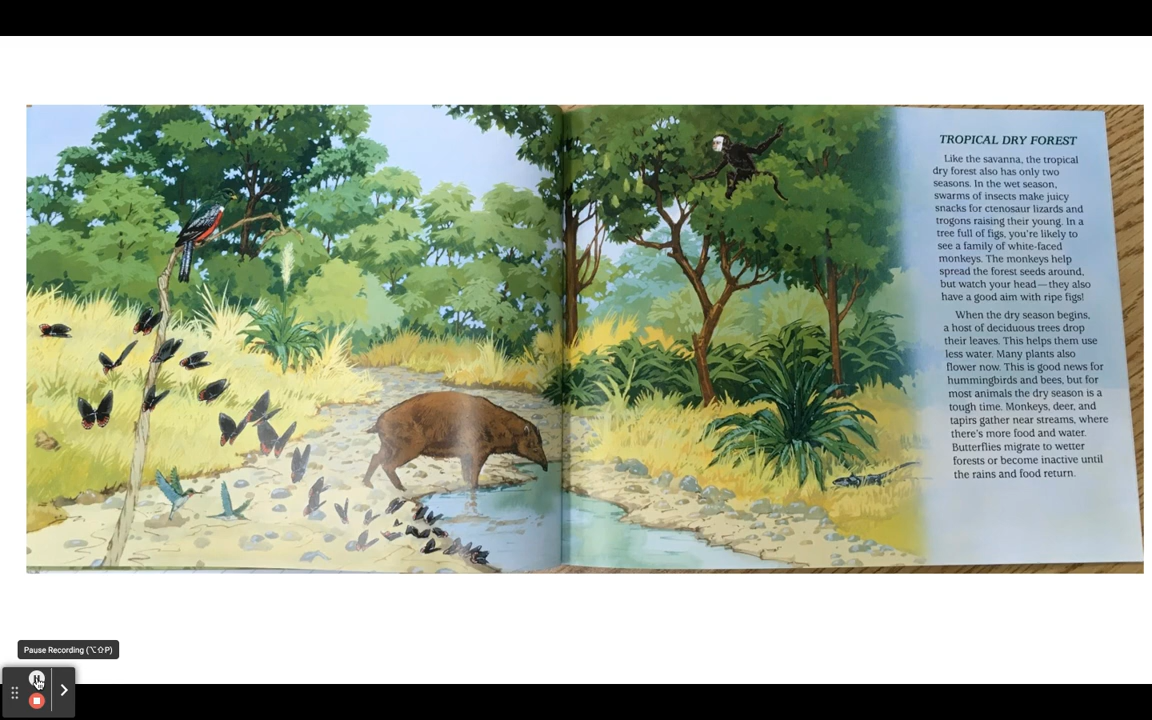 TROPICAL DRY FOREST
Like the savanna, the tropical
dry forest also has only two
seasons. In the wet season,
swarms of insects make juicy
snacks for ctenosaur lizards and
trogons raising their young. In a
tree full of figs, you're likely to
see a family of white-faced
monkeys. The monkeys help
spread the forest seeds around,
but watch your head—they also
have a good aim with ripe figs!
When the dry season begins,
a host of deciduous trees drop
their leaves. This helps them use
less water. Many plants also
flower now. This is good news for
hummingbirds and bees, but for
most animals the dry season is a
tough time. Monkeys, deer, and
tapirs gather near streams, where
there's more food and water.
Butterflies migrate to wetter
forests or become inactive until
the rains and food return.
Pause Recording (⌥⇧P)